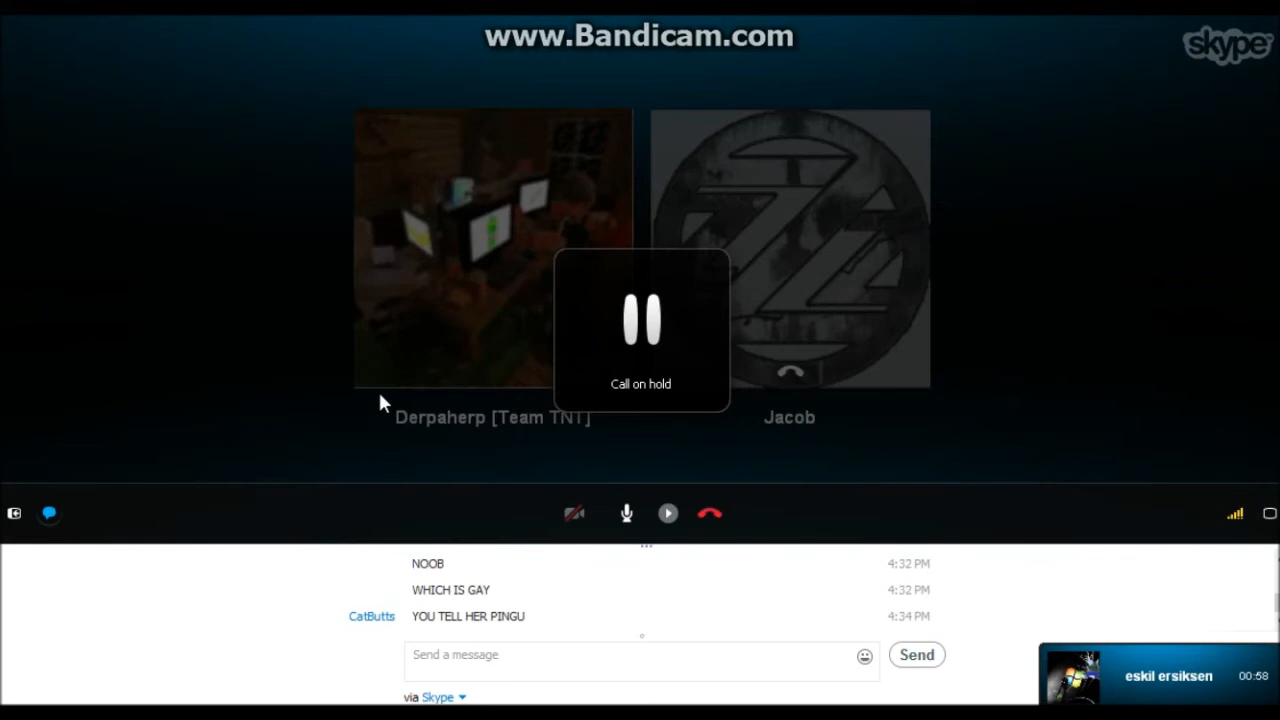 www.Bandicam.com
skype
Call on hold
Derpaherp [Team TNT]
Jacob
NOOB 4:32 PM
WHICH IS GAY 4:32 PM
CatButts YOU TELL HER PINGU 4:34 PM
Send a message
Send
via Skype
eskil ersiksen 00:58